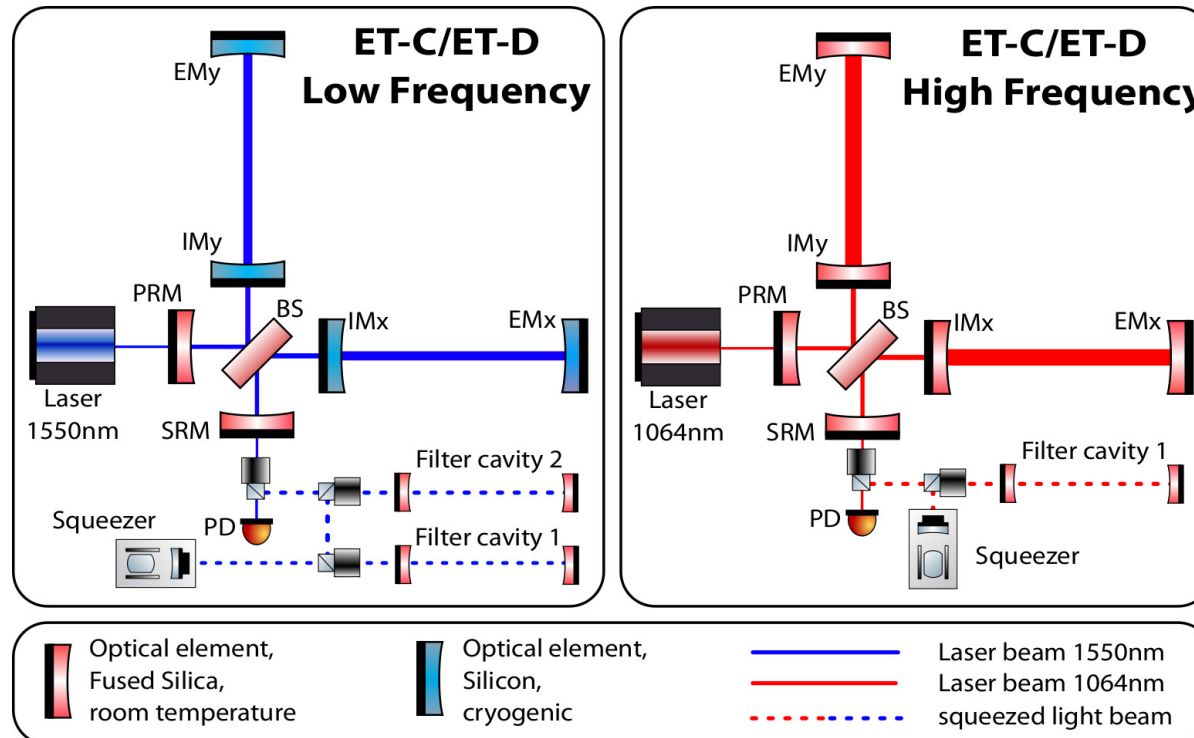 ET-C/ET-D
Low Frequency
EMy
IMy
PRM
BS
IMx
EMx
Laser
1550nm
SRM
Filter cavity 2
Squeezer
PD
Filter cavity 1
ET-C/ET-D
High Frequency
EMy
IMy
PRM
BS
IMx
EMx
Laser
1064nm
SRM
Filter cavity 1
PD
Squeezer
Optical element,
Fused Silica,
room temperature
Optical element,
Silicon,
cryogenic
Laser beam 1550nm
Laser beam 1064nm
squeezed light beam